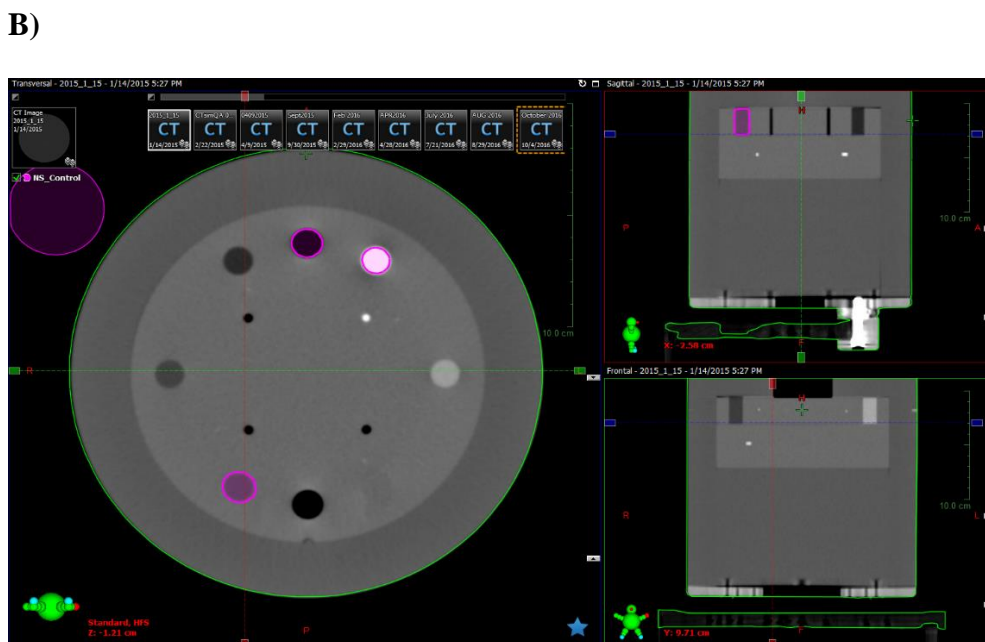 B)
Transversal - 2015_1_15 - 1/14/2015 5:27 PM
CT Image
2015_1_15
1/14/2015
NS_Control
2015_1_15
CT
1/14/2015
CTsimQA 0...
CT
2/22/2015
04092015
CT
4/9/2015
Sept2015
CT
9/30/2015
Feb 2016
CT
2/29/2016
APR2016
CT
4/28/2016
July 2016
CT
7/21/2016
AUG 2016
CT
8/29/2016
October 2016
CT
10/4/2016
R
10.0 cm
L
P
Standard, HFS
Z: -1.21 cm
Sagittal - 2015_1_15 - 1/14/2015 5:27 PM
H
P
10.0 cm
A
F
X: -2.50 cm
Frontal - 2015_1_15 - 1/14/2015 5:27 PM
H
R
10.0 cm
L
Y: 9.71 cm